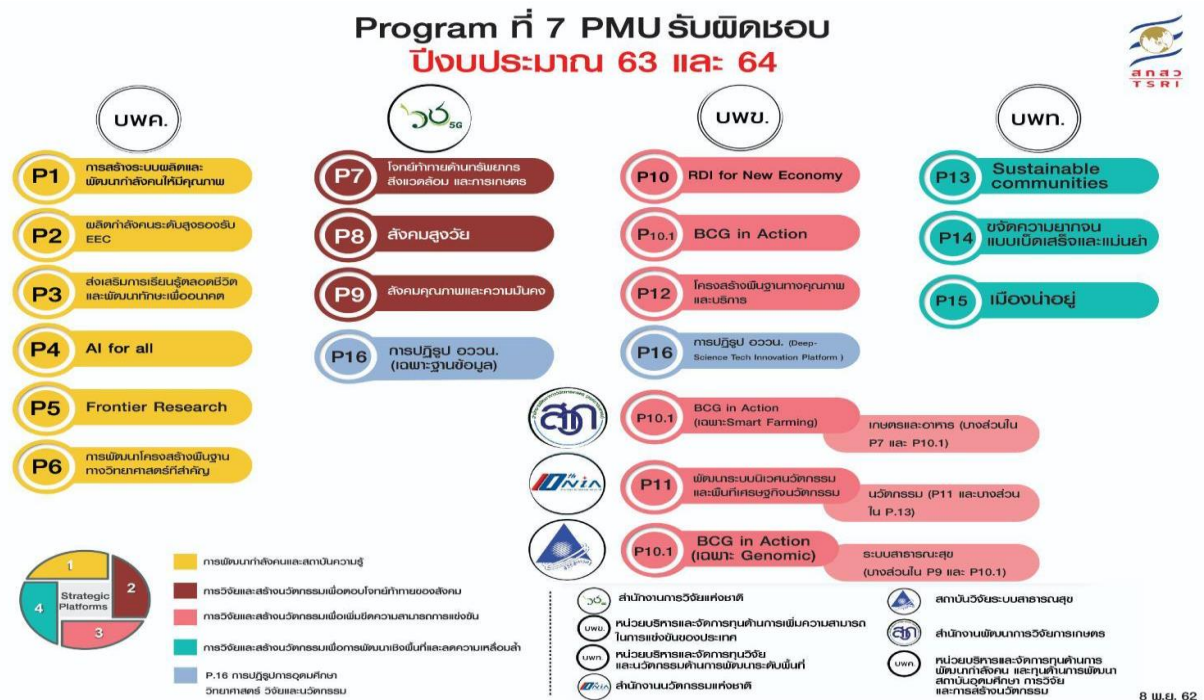 Program ที่ 7 PMU รับผิดชอบ
ปีงบประมาณ 63 และ 64
สกสว
TSRI
บพค.
P1
การสร้างระบบผลิตและ
พัฒนากำลังคนให้มีคุณภาพ
P2
ผลิตกำลังคนระดับสูงรองรับ
EEC
P3
ส่งเสริมการเรียนรู้ตลอดชีวิต
และพัฒนาทักษะเพื่ออนาคต
P4
AI for all
P5
Frontier Research
P6
การพัฒนาโครงสร้างพื้นฐาน
ทางวิทยาศาสตร์ที่สำคัญ
วช 5G
P7
โจทย์ท้าทายด้านทรัพยากร
สิ่งแวดล้อม และการเกษตร
P8
สังคมสูงวัย
P9
สังคมคุณภาพและความมั่นคง
P16
การปฏิรูป อววน.
(เฉพาะฐานข้อมูล)
บพข.
P10
RDI for New Economy
P10.1
BCG in Action
P12
โครงสร้างพื้นฐานทางคุณภาพ
และบริการ
P16
การปฏิรูป อววน. (Deep-
Science Tech Innovation Platform )
สวก
P10.1
BCG in Action
(เฉพาะSmart Farming)
เกษตรและอาหาร (บางส่วนใน
P7 และ P10.1)
10th NIA
P11
พัฒนาระบบนิเวศนวัตกรรม
และพื้นที่เศรษฐกิจนวัตกรรม
นวัตกรรม (P11 และบางส่วน
ใน P.13)
P10.1
BCG in Action
(เฉพาะ Genomic)
ระบบสาธารณะสุข
(บางส่วนใน P9 และ P10.1)
บพท.
P13
Sustainable
communities
P14
ขจัดความยากจน
แบบเบ็ดเสร็จและแม่นยำ
P15
เมืองน่าอยู่
1
2
3
4
Strategic
Platforms
การพัฒนากำลังคนและสถาบันความรู้
การวิจัยและสร้างนวัตกรรมเพื่อตอบโจทย์ท้าทายของสังคม
การวิจัยและสร้างนวัตกรรมเพื่อเพิ่มขีดความสามารถการแข่งขัน
การวิจัยและสร้างนวัตกรรมเพื่อการพัฒนาเชิงพื้นที่และลดความเหลื่อมล้ำ
P.16 การปฏิรูปการอุดมศึกษา
วิทยาศาสตร์ วิจัยและนวัตกรรม
สำนักงานการวิจัยแห่งชาติ
บพข.
หน่วยบริหารและจัดการทุนด้านการเพิ่มความสามารถ
ในการแข่งขันของประเทศ
บพท.
หน่วยบริหารและจัดการทุนวิจัย
และนวัตกรรมด้านการพัฒนาระดับพื้นที่
NIA
สำนักงานนวัตกรรมแห่งชาติ
สถาบันวิจัยระบบสาธารณสุข
สวก
สำนักงานพัฒนาการวิจัยการเกษตร
บพค.
หน่วยบริหารและจัดการทุนด้านการ
พัฒนากำลังคน และทุนด้านการพัฒนา
สถาบันอุดมศึกษา การวิจัย
และการสร้างนวัตกรรม
8 พ.ย. 62